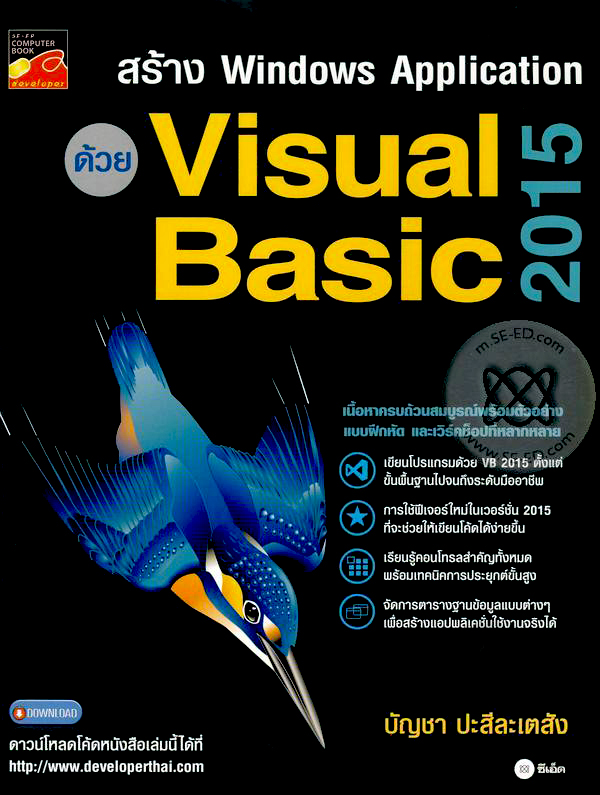 SE-ED
COMPUTER
BOOK
developer
สร้าง Windows Application
ด้วย
Visual
Basic
2015
m.SE-ED.com
www.SE-ED.com
เนื้อหาครบถ้วนสมบูรณ์พร้อมตัวอย่าง
แบบฝึกหัด และเวิร์คช็อปที่หลากหลาย
เขียนโปรแกรมด้วย VB 2015 ตั้งแต่
ขั้นพื้นฐานไปจนถึงระดับมืออาชีพ
การใช้ฟีเจอร์ใหม่ในเวอร์ชั่น 2015
ที่จะช่วยให้เขียนโค้ดได้ง่ายขึ้น
เรียนรู้คอนโทรลสำคัญทั้งหมด
พร้อมเทคนิคการประยุกต์ขั้นสูง
จัดการตารางฐานข้อมูลแบบต่างๆ
เพื่อสร้างแอปพลิเคชั่นใช้งานจริงได้
DOWNLOAD
บัญชา ปะสีละเตสัง
ดาวน์โหลดโค้ดหนังสือเล่มนี้ได้ที่
http://www.developerthai.com
ซีเอ็ด